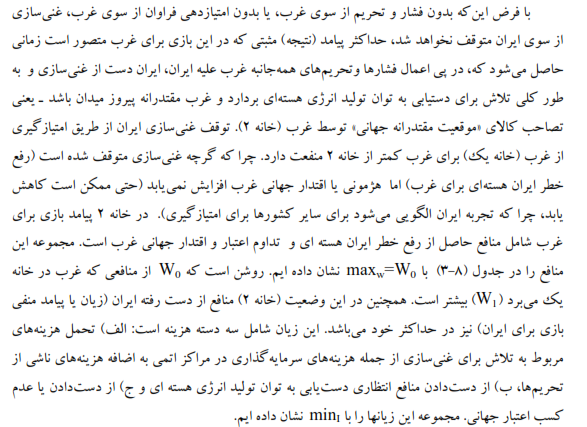 با فرض این‌که بدون فشار و تحریم از سوی غرب، یا بدون امتیازدهی فراوان از سوی غرب، غنی‌سازی
از سوی ایران متوقف نخواهد شد، حداکثر پیامد (نتیجه) مثبتی که در این بازی برای غرب متصور است زمانی
حاصل می‌شود که، در پی اعمال فشارها وتحریم‌های همه‌جانبه غرب علیه ایران، ایران دست از غنی‌سازی و به
طور کلی تلاش برای دستیابی به توان تولید انرژی هسته‌ای بردارد و غرب مقتدرانه پیروز میدان باشد ـ یعنی
تصاحب کالای «موقعیت مقتدرانه جهانی» توسط غرب (خانه ۲). توقف غنی‌سازی ایران از طریق امتیازگیری
از غرب (خانه یك) برای غرب کمتر از خانه ۲ منفعت دارد. چرا که گرچه غنی‌سازی متوقف شده است (رفع
خطر ایران هسته‌ای برای غرب) اما هژمونی یا اقتدار جهانی غرب افزایش نمی‌یابد (حتی ممکن است کاهش
یابد، چرا که تجربه ایران الگویی می‌شود برای سایر کشورها برای امتیازگیری). در خانه ۲ پیامد بازی برای
غرب شامل منافع حاصل از رفع خطر ایران هسته ای و تداوم اعتبار و اقتدار جهانی غرب است. مجموعه این
منافع را در جدول (۸–۳) با maxw=W0 نشان داده ایم. روشن است که W0 از منافعی که غرب در خانه
یك می‌برد (W1) بیشتر است. همچنین در این وضعیت (خانه ۲) منافع از دست رفته ایران (زیان یا پیامد منفی
بازی برای ایران) نیز در حداکثر خود می‌باشد. این زیان شامل سه دسته هزینه است: الف) تحمل هزینه‌های
مربوط به تلاش برای غنی‌سازی از جمله هزینه‌های سرمایه‌گذاری در مراکز اتمی به اضافه هزینه‌های ناشی از
تحریم‌ها، ب) از دست‌دادن منافع انتظاری دست‌یابی به توان تولید انرژی هسته ای و ج) از دست‌دادن یا عدم
کسب اعتبار جهانی. مجموعه این زیانها را با minI نشان داده ایم.